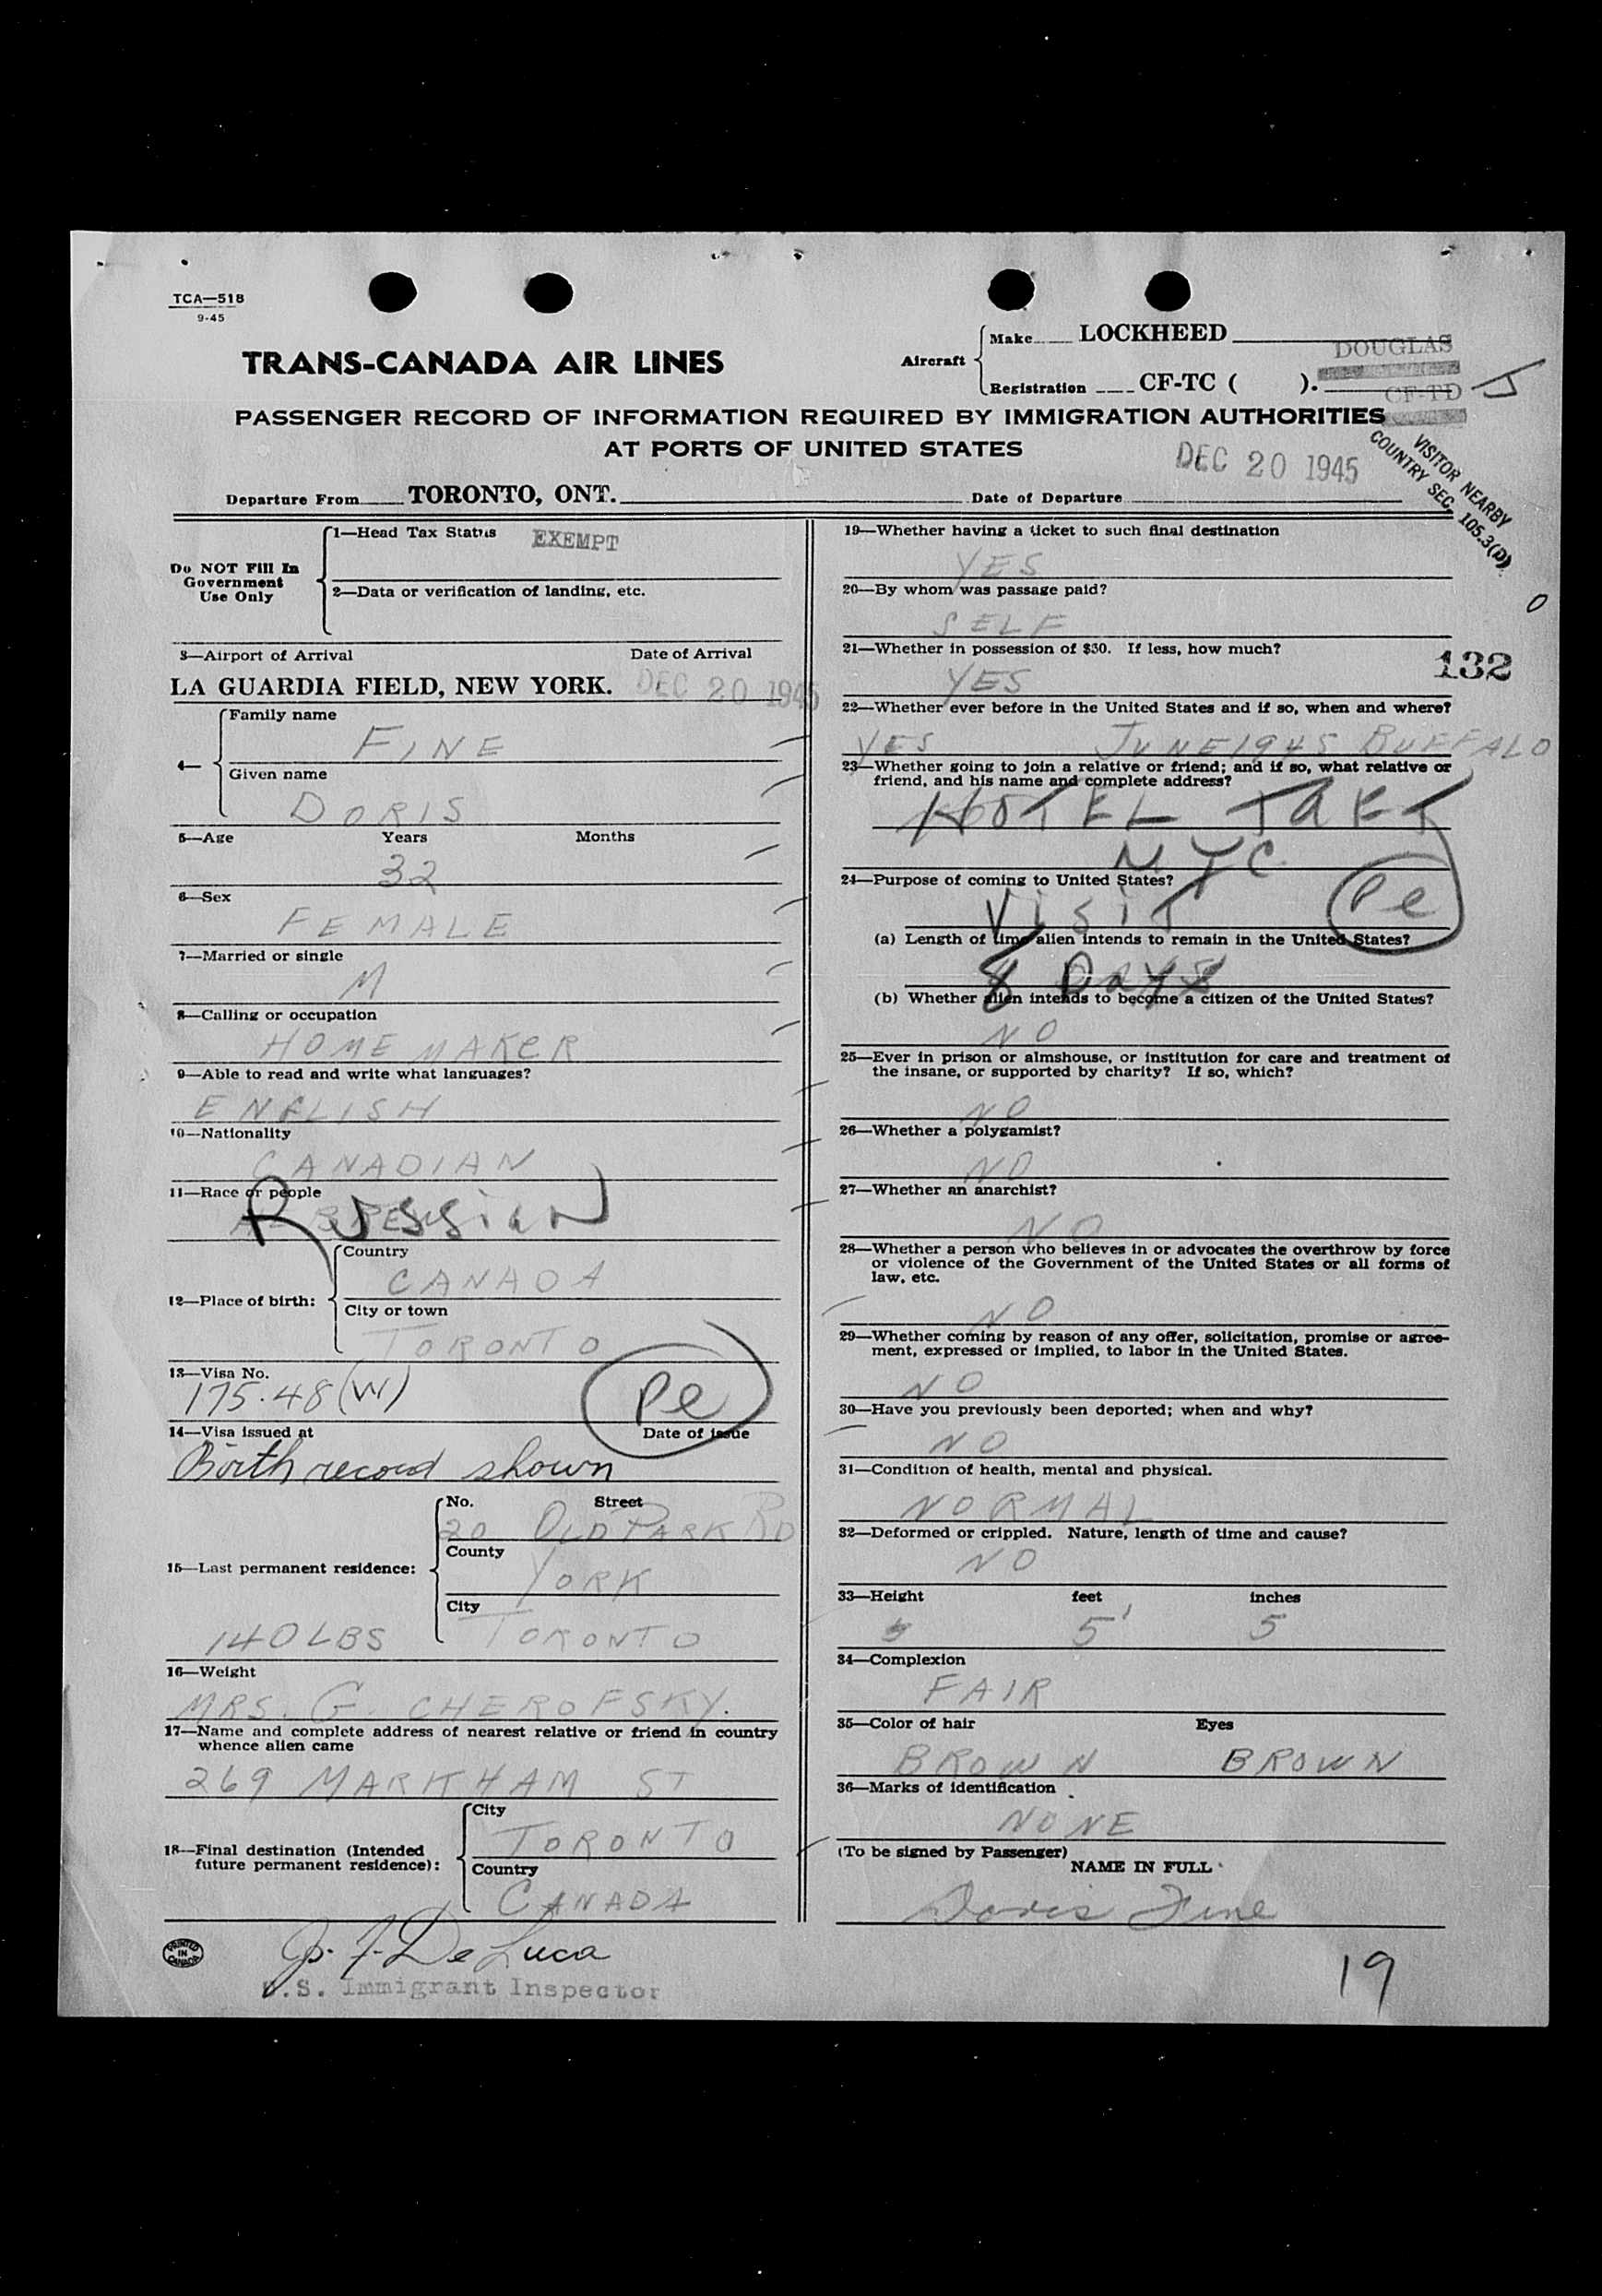 TCA—518
9-45
TRANS-CANADA AIR LINES
Aircraft
Make LOCKHEED
DOUGLAS
Registration CF-TC ( ).
CF-TD J
PASSENGER RECORD OF INFORMATION REQUIRED BY IMMIGRATION AUTHORITIES
AT PORTS OF UNITED STATES
DEC 20 1945
VISITOR NEARBY
COUNTRY SEC. 105.3(D)
Departure From TORONTO, ONT. Date of Departure
Do NOT Fill In
Government
Use Only
1—Head Tax Status EXEMPT
2—Data or verification of landing, etc.
3—Airport of Arrival Date of Arrival
LA GUARDIA FIELD, NEW YORK. DEC 20 1945
4—
Family name
FINE
Given name
DORIS
5—Age Years Months
32
6—Sex
FEMALE
7—Married or single
M
8—Calling or occupation
HOME MAKER
9—Able to read and write what languages?
ENGLISH
10—Nationality
CANADIAN
11—Race or people
RUSSIAN
12—Place of birth:
Country
CANADA
City or town
TORONTO
13—Visa No.
175.48(W) Pe
14—Visa issued at Date of issue
Birth record shown
15—Last permanent residence:
No. Street
20 OLD PARK RD
County
YORK
City
TORONTO
140 LBS
16—Weight
MRS. G. CHEROFSKY.
17—Name and complete address of nearest relative or friend in country
whence alien came
269 MARKHAM ST
18—Final destination (Intended
future permanent residence):
City
TORONTO
Country
CANADA
PRINTED
IN
CANADA
J. F. De Luca
U.S. Immigrant Inspector
19—Whether having a ticket to such final destination
YES
0
20—By whom was passage paid?
SELF
21—Whether in possession of $50. If less, how much?
132
YES
22—Whether ever before in the United States and if so, when and where?
YES JUNE 1945 BUFFALO
23—Whether going to join a relative or friend; and if so, what relative or
friend, and his name and complete address?
HOTEL TAFT
NYC
24—Purpose of coming to United States?
Visit Pe
(a) Length of time alien intends to remain in the United States?
8 DAYS
(b) Whether alien intends to become a citizen of the United States?
NO
25—Ever in prison or almshouse, or institution for care and treatment of
the insane, or supported by charity? If so, which?
NO
26—Whether a polygamist?
NO
27—Whether an anarchist?
NO
28—Whether a person who believes in or advocates the overthrow by force
or violence of the Government of the United States or all forms of
law, etc.
NO
29—Whether coming by reason of any offer, solicitation, promise or agree-
ment, expressed or implied, to labor in the United States.
NO
30—Have you previously been deported; when and why?
NO
31—Condition of health, mental and physical.
NORMAL
32—Deformed or crippled. Nature, length of time and cause?
NO
33—Height feet inches
5' 5
34—Complexion
FAIR
35—Color of hair Eyes
BROWN BROWN
36—Marks of identification
NONE
(To be signed by Passenger)
NAME IN FULL
Doris Fine
19